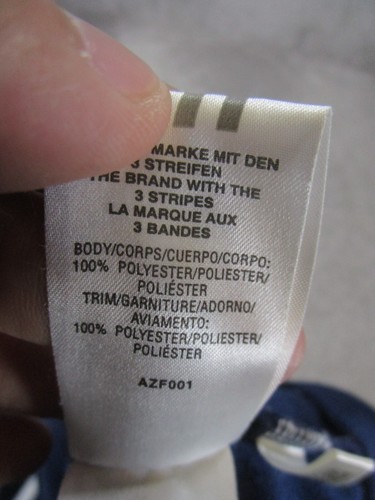 MARKE MIT DEN
3 STREIFEN
THE BRAND WITH THE
3 STRIPES
LA MARQUE AUX
3 BANDES
BODY/CORPS/CUERPO/CORPO:
100% POLYESTER/POLIESTER/
POLIÉSTER
TRIM/GARNITURE/ADORNO/
AVIAMENTO:
100% POLYESTER/POLIESTER/
POLIÉSTER
AZF001